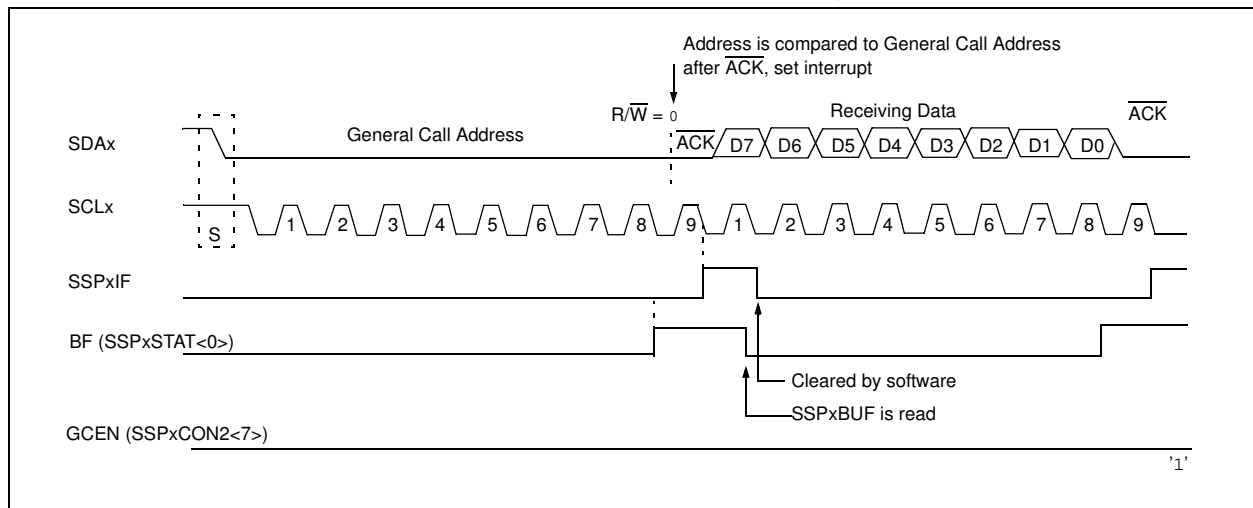 Address is compared to General Call Address
after ACK, set interrupt
R/W = 0
Receiving Data
ACK
SDAx
General Call Address
ACK
D7 D6 D5 D4 D3 D2 D1 D0
SCLx
S
1 2 3 4 5 6 7 8 9 1 2 3 4 5 6 7 8 9
SSPxIF
BF (SSPxSTAT<0>)
Cleared by software
SSPxBUF is read
GCEN (SSPxCON2<7>)
'1'